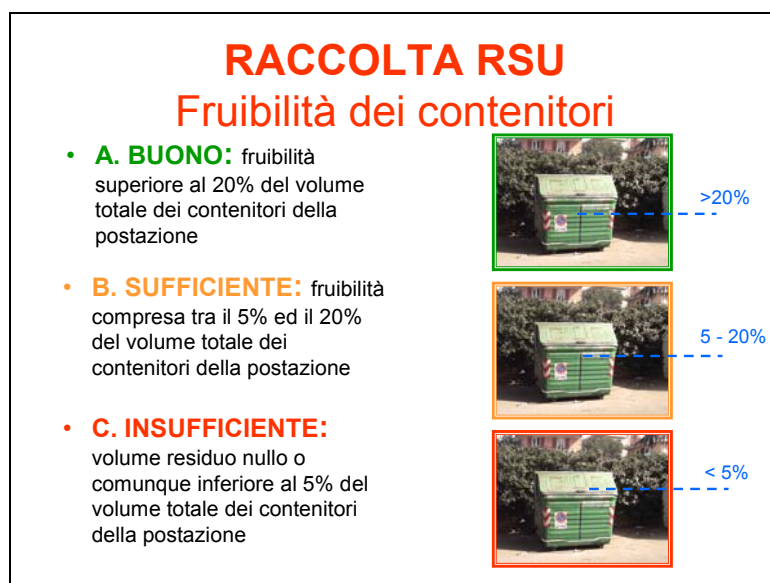 RACCOLTA RSU
Fruibilità dei contenitori
• A. BUONO: fruibilità
superiore al 20% del volume
totale dei contenitori della
postazione
>20%
• B. SUFFICIENTE: fruibilità
compresa tra il 5% ed il 20%
del volume totale dei
contenitori della postazione
5 - 20%
• C. INSUFFICIENTE:
volume residuo nullo o
comunque inferiore al 5% del
volume totale dei contenitori
della postazione
< 5%